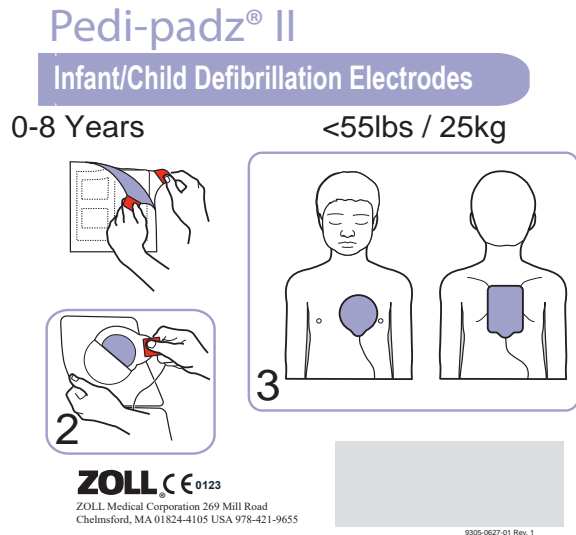 Pedi-padz® II
Infant/Child Defibrillation Electrodes
0-8 Years
<55lbs / 25kg
2
3
ZOLL® CE 0123
ZOLL Medical Corporation 269 Mill Road
Chelmsford, MA 01824-4105 USA 978-421-9655
9305-0627-01 Rev. 1